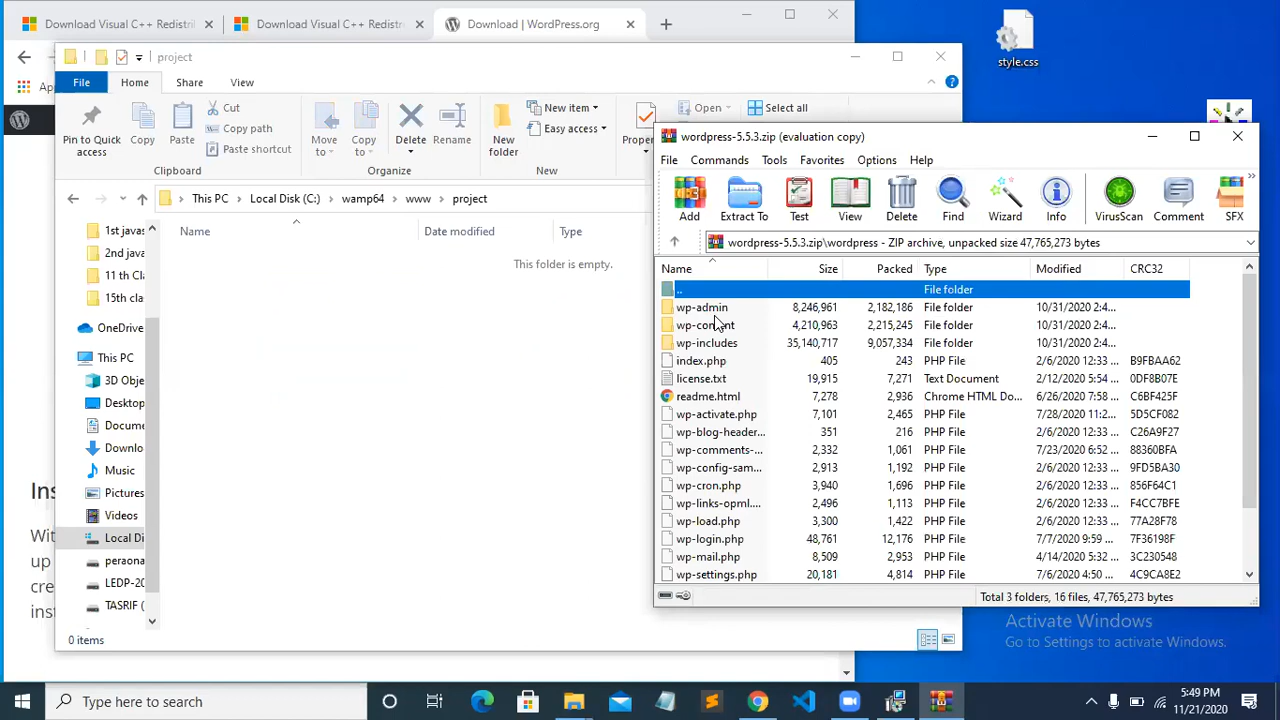 Download Visual C++ Redistri
Download Visual C++ Redistr
Download | WordPress.org
project
File
Home
Share
View
Pin to Quick access
Copy
Paste
Cut
Copy path
Paste shortcut
Clipboard
Move to
Copy to
Delete
Rename
Organize
New folder
New item
Easy access
New
Proper
Open
Select all
This PC
Local Disk (C:)
wamp64
www
project
Name
Date modified
Type
This folder is empty.
1st javas
2nd javas
11 th Cla
15th clas
OneDrive
This PC
3D Obje
Desktop
Docume
Downlo
Music
Pictures
Videos
Local Di
perona
LEDP-20
TASRIF (
0 items
Ap
Ins
Wit
up
cre
inst
style.css
wordpress-5.5.3.zip (evaluation copy)
File Commands Tools Favorites Options Help
Add
Extract To
Test
View
Delete
Find
Wizard
Info
VirusScan
Comment
SFX
wordpress-5.5.3.zip\wordpress - ZIP archive, unpacked size 47,765,273 bytes
Name Size Packed Type Modified CRC32
.. File folder
wp-admin 8,246,961 2,182,186 File folder 10/31/2020 2:4...
wp-content 4,210,963 2,215,245 File folder 10/31/2020 2:4...
wp-includes 35,140,717 9,057,334 File folder 10/31/2020 2:4...
index.php 405 243 PHP File 2/6/2020 12:33 ... B9FBAA62
license.txt 19,915 7,271 Text Document 2/12/2020 5:54 ... 0DF8B07E
readme.html 7,278 2,936 Chrome HTML Do... 6/26/2020 7:58 ... C6BF425F
wp-activate.php 7,101 2,465 PHP File 7/28/2020 11:2... 5D5CF082
wp-blog-header... 351 216 PHP File 2/6/2020 12:33 ... C26A9F27
wp-comments-... 2,332 1,061 PHP File 7/23/2020 6:52 ... 88360BFA
wp-config-sam... 2,913 1,192 PHP File 2/6/2020 12:33 ... 9FD5BA30
wp-cron.php 3,940 1,696 PHP File 2/6/2020 12:33 ... 856F64C1
wp-links-opml.... 2,496 1,113 PHP File 2/6/2020 12:33 ... F4CC7BFE
wp-load.php 3,300 1,422 PHP File 2/6/2020 12:33 ... 77A28F78
wp-login.php 48,761 12,176 PHP File 7/7/2020 9:59 ... 7F36198F
wp-mail.php 8,509 2,953 PHP File 4/14/2020 5:32 ... 3C230548
wp-settings.php 20,181 4,814 PHP File 7/6/2020 4:50 ... 4C9CA8E2
Total 3 folders, 16 files, 47,765,273 bytes
Activate Windows
Go to Settings to activate Windows.
Type here to search
5:49 PM
11/21/2020